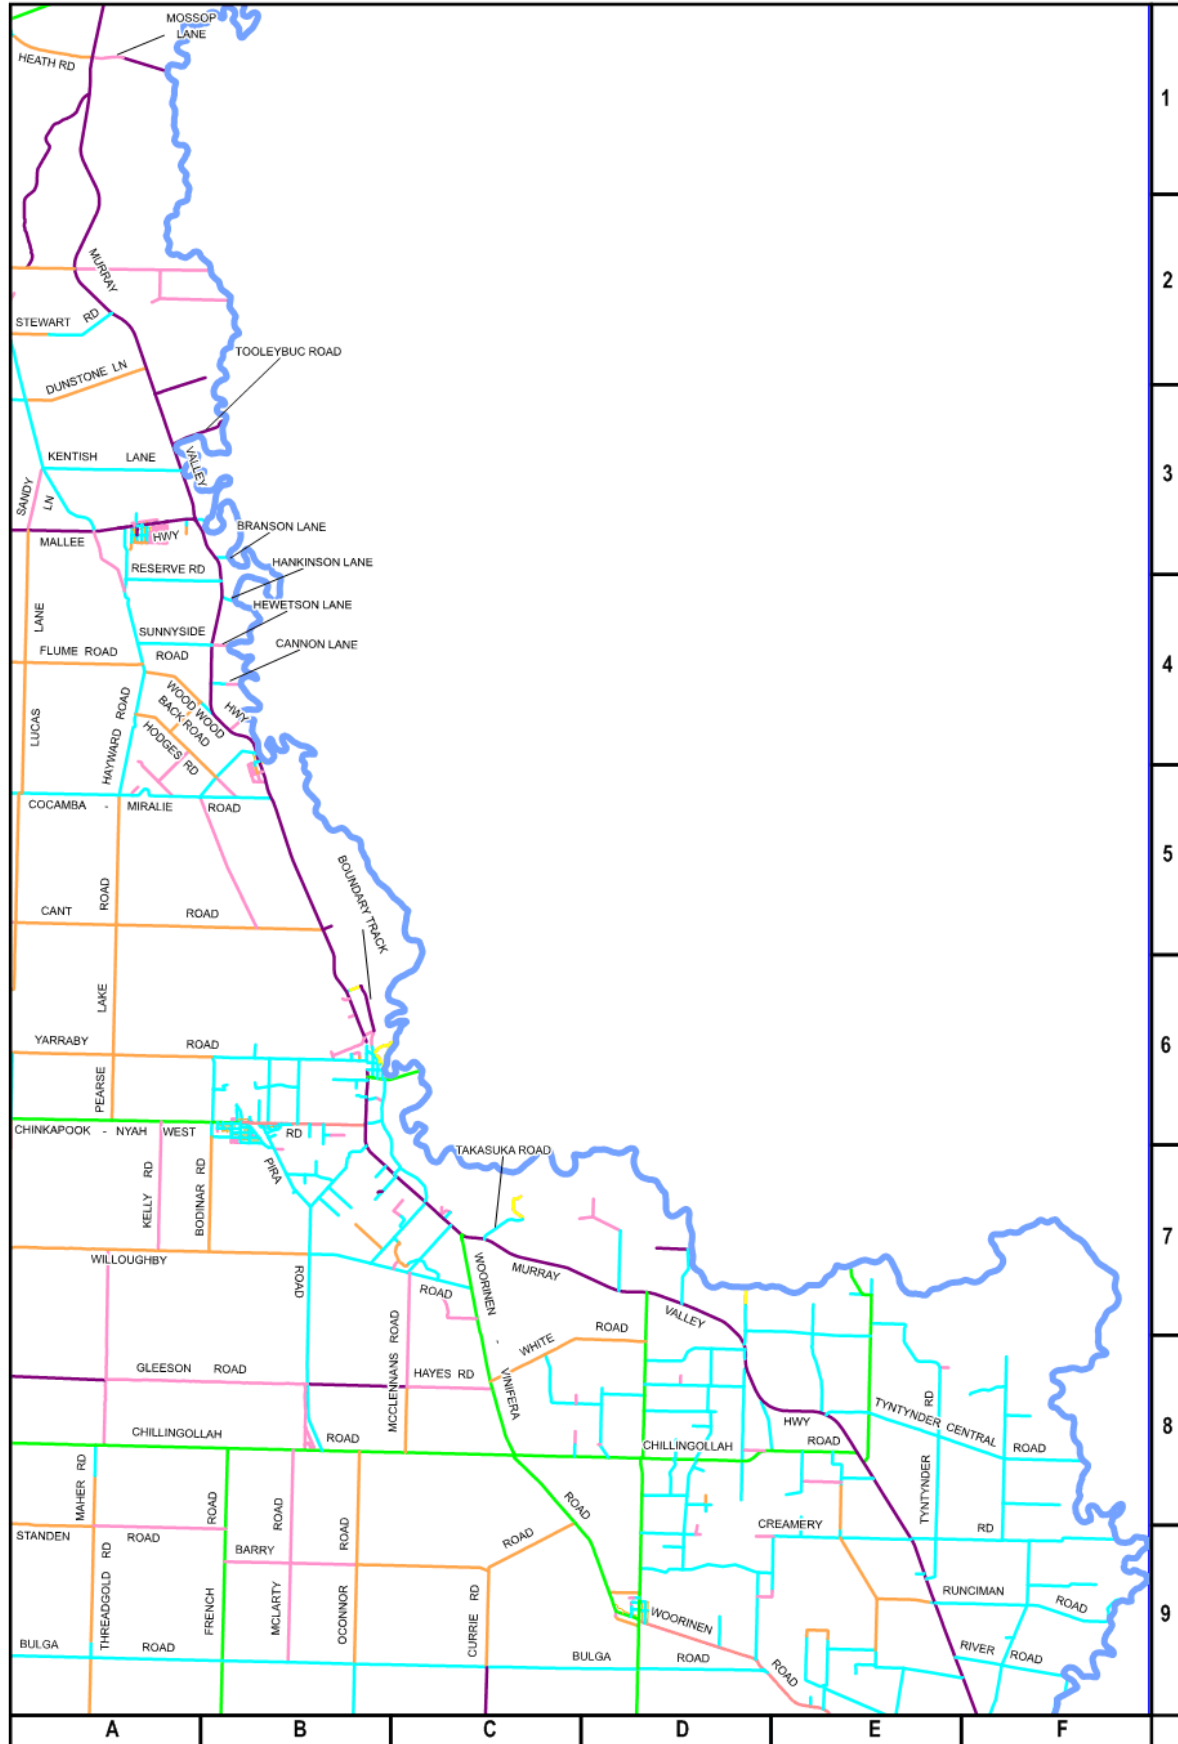 MOSSOP
LANE
HEATH RD
1
MURRAY
2
STEWART RD
TOOLEYBUC ROAD
DUNSTONE LN
KENTISH LANE
VALLEY
3
SANDY
LN
BRANSON LANE
MALLEE HWY
HANKINSON LANE
RESERVE RD
HEWETSON LANE
LANE
SUNNYSIDE
ROAD
CANNON LANE
FLUME ROAD
4
WOOD WOOD
BACK ROAD
HWY
LUCAS
HAYWARD ROAD
HODGES RD
COCAMBA - MIRALIE ROAD
5
BOUNDARY TRACK
ROAD
CANT ROAD
LAKE
YARRABY ROAD
6
PEARSE
CHINKAPOOK - NYAH WEST RD
TAKASUKA ROAD
PIRA
KELLY RD
BODINAR RD
7
WILLOUGHBY
ROAD
ROAD
WOORINEN
-
VINIFERA
MURRAY
VALLEY
WHITE ROAD
MCCLENNANS ROAD
GLEESON ROAD
HAYES RD
HWY
TYNTYNDER CENTRAL
ROAD
RD
8
CHILLINGOLLAH
ROAD
CHILLINGOLLAH
ROAD
MAHER RD
TYNTYNDER
ROAD
ROAD
ROAD
ROAD
ROAD
CREAMERY
RD
STANDEN ROAD
BARRY
THREADGOLD RD
FRENCH
MCLARTY
OCONNOR
CURRIE RD
RUNCIMAN
ROAD
9
WOORINEN
ROAD
BULGA ROAD
BULGA ROAD
RIVER ROAD
A
B
C
D
E
F